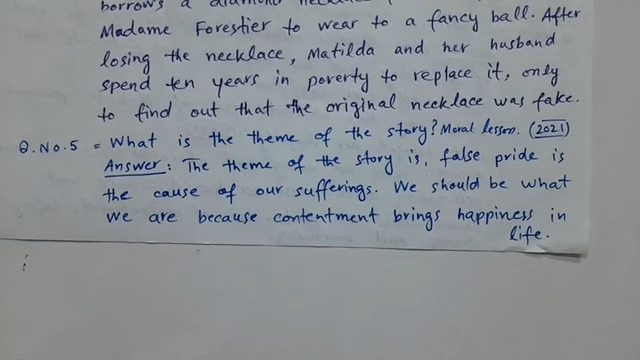 borrows a diamond necklace
Madame Forestier to wear to a fancy ball. After
losing the necklace, Matilda and her husband
spend ten years in poverty to replace it, only
to find out that the original necklace was fake.
Q.No.5 = What is the theme of the story? Moral lesson. (2021)
Answer: The theme of the story is, false pride is
the cause of our sufferings. We should be what
we are because contentment brings happiness in
life.